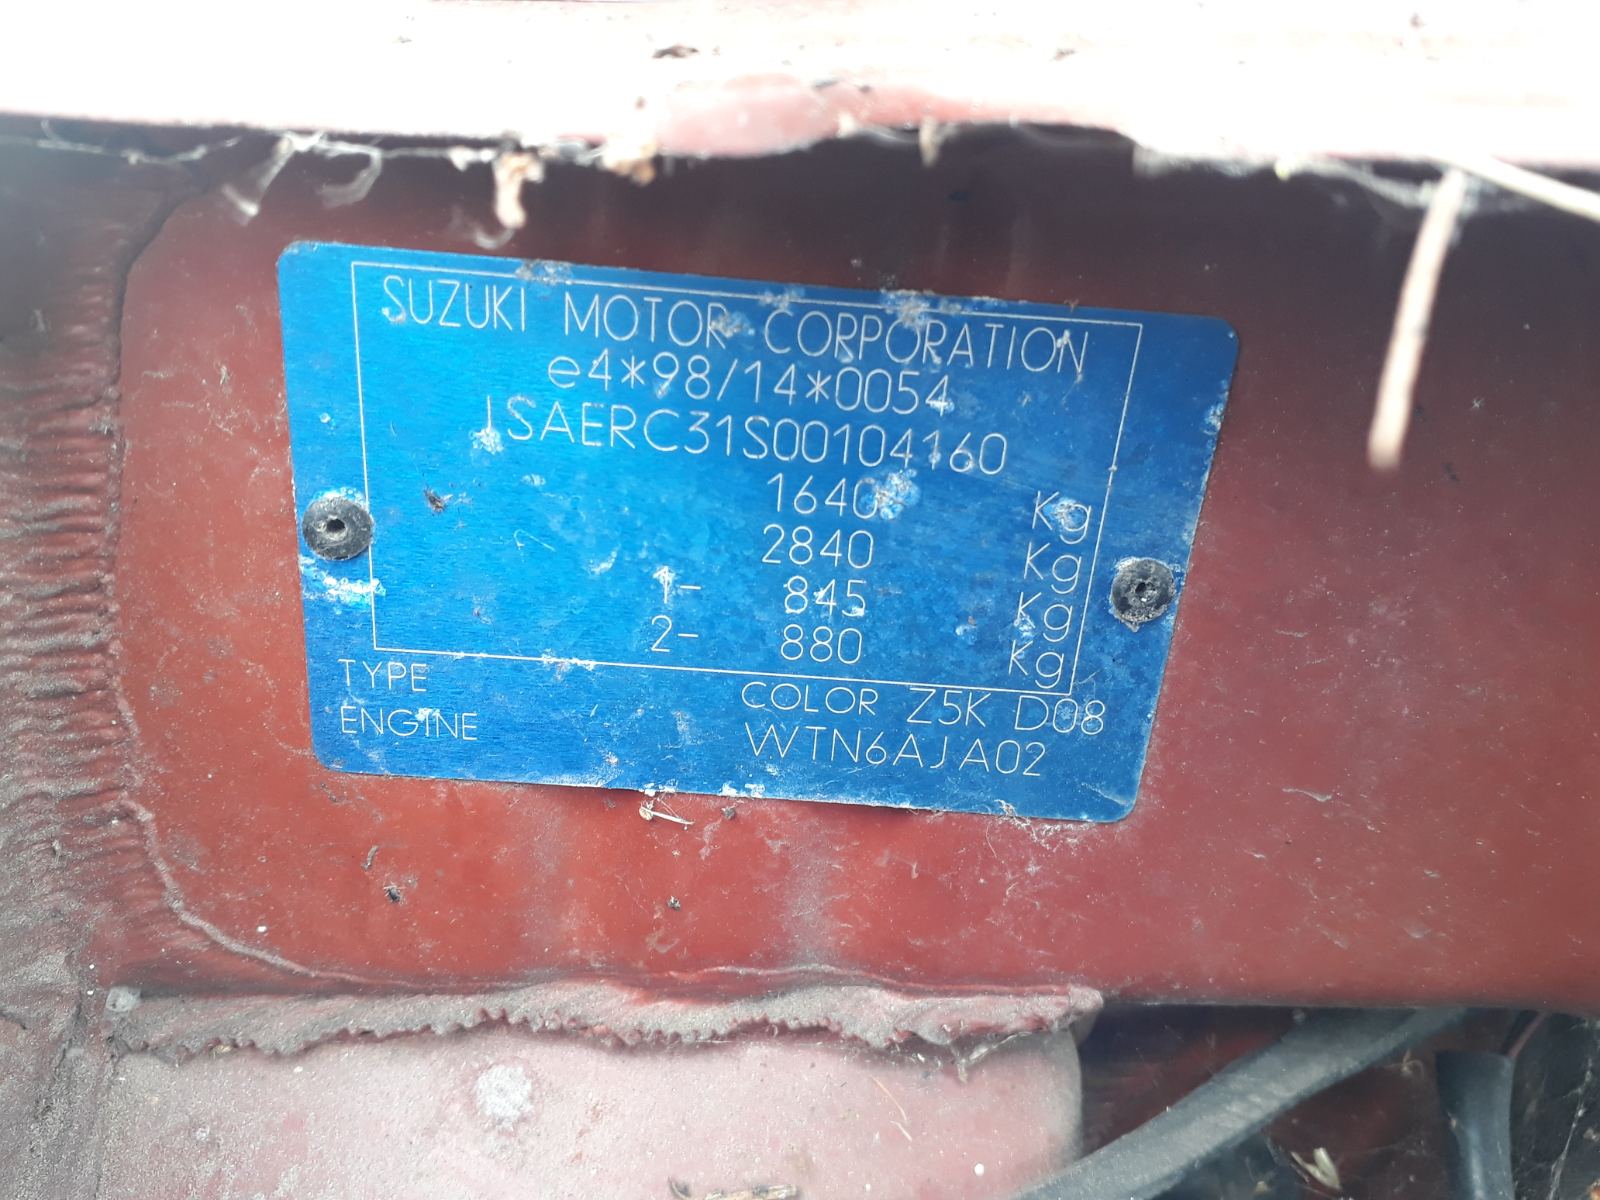 SUZUKI MOTOR CORPORATION
e4*98/14*0054
JSAERC31S00104160
1640 Kg
2840 Kg
1- 845 Kg
2- 880 Kg
TYPE COLOR Z5K D08
ENGINE WTN6AJA02